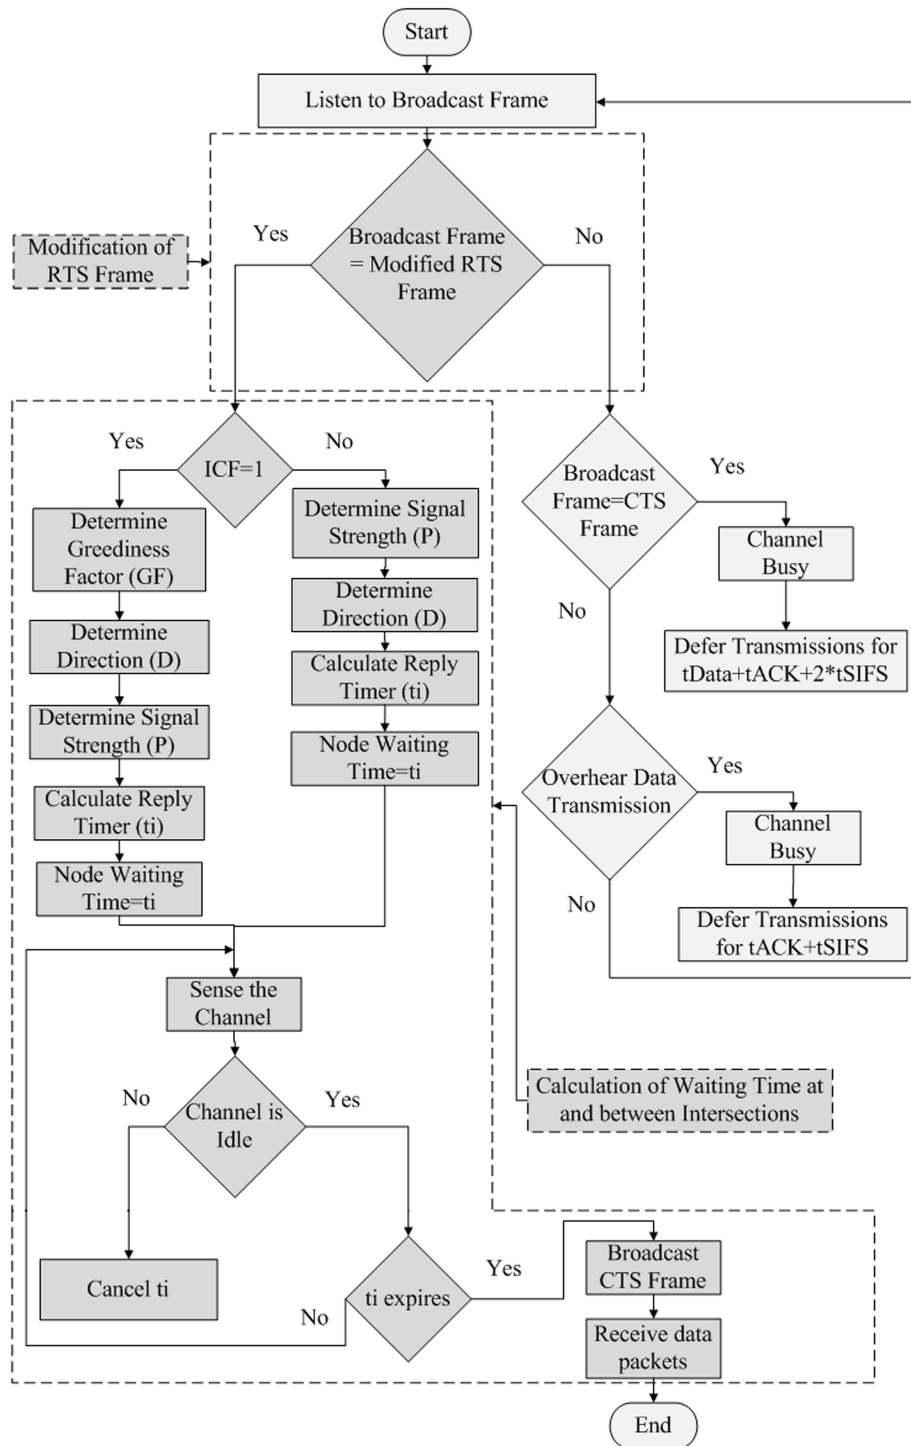 Start
Listen to Broadcast Frame
Modification of
RTS Frame
Yes
Broadcast Frame
= Modified RTS
Frame
No
Yes
ICF=1
No
Determine
Greediness
Factor (GF)
Determine
Direction (D)
Determine Signal
Strength (P)
Calculate Reply
Timer (ti)
Node Waiting
Time=ti
Determine Signal
Strength (P)
Determine
Direction (D)
Calculate Reply
Timer (ti)
Node Waiting
Time=ti
Broadcast
Frame=CTS
Frame
Yes
Channel
Busy
Defer Transmissions for
tData+tACK+2*tSIFS
No
Overhear Data
Transmission
Yes
Channel
Busy
Defer Transmissions
for tACK+tSIFS
No
Sense the
Channel
No
Channel is
Idle
Yes
Calculation of Waiting Time at
and between Intersections
Cancel ti
No
ti expires
Yes
Broadcast
CTS Frame
Receive data
packets
End